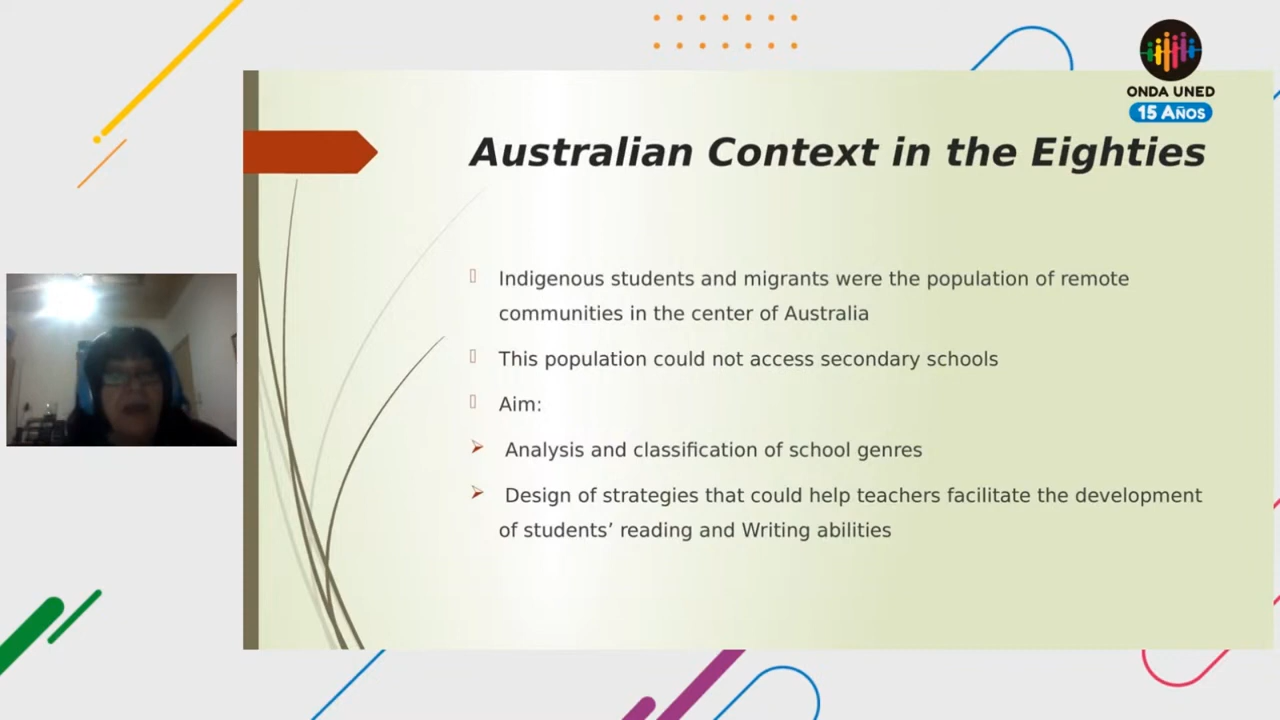 ONDA UNED
15 AÑOS
Australian Context in the Eighties
Indigenous students and migrants were the population of remote
communities in the center of Australia
This population could not access secondary schools
Aim:
Analysis and classification of school genres
Design of strategies that could help teachers facilitate the development
of students’ reading and Writing abilities